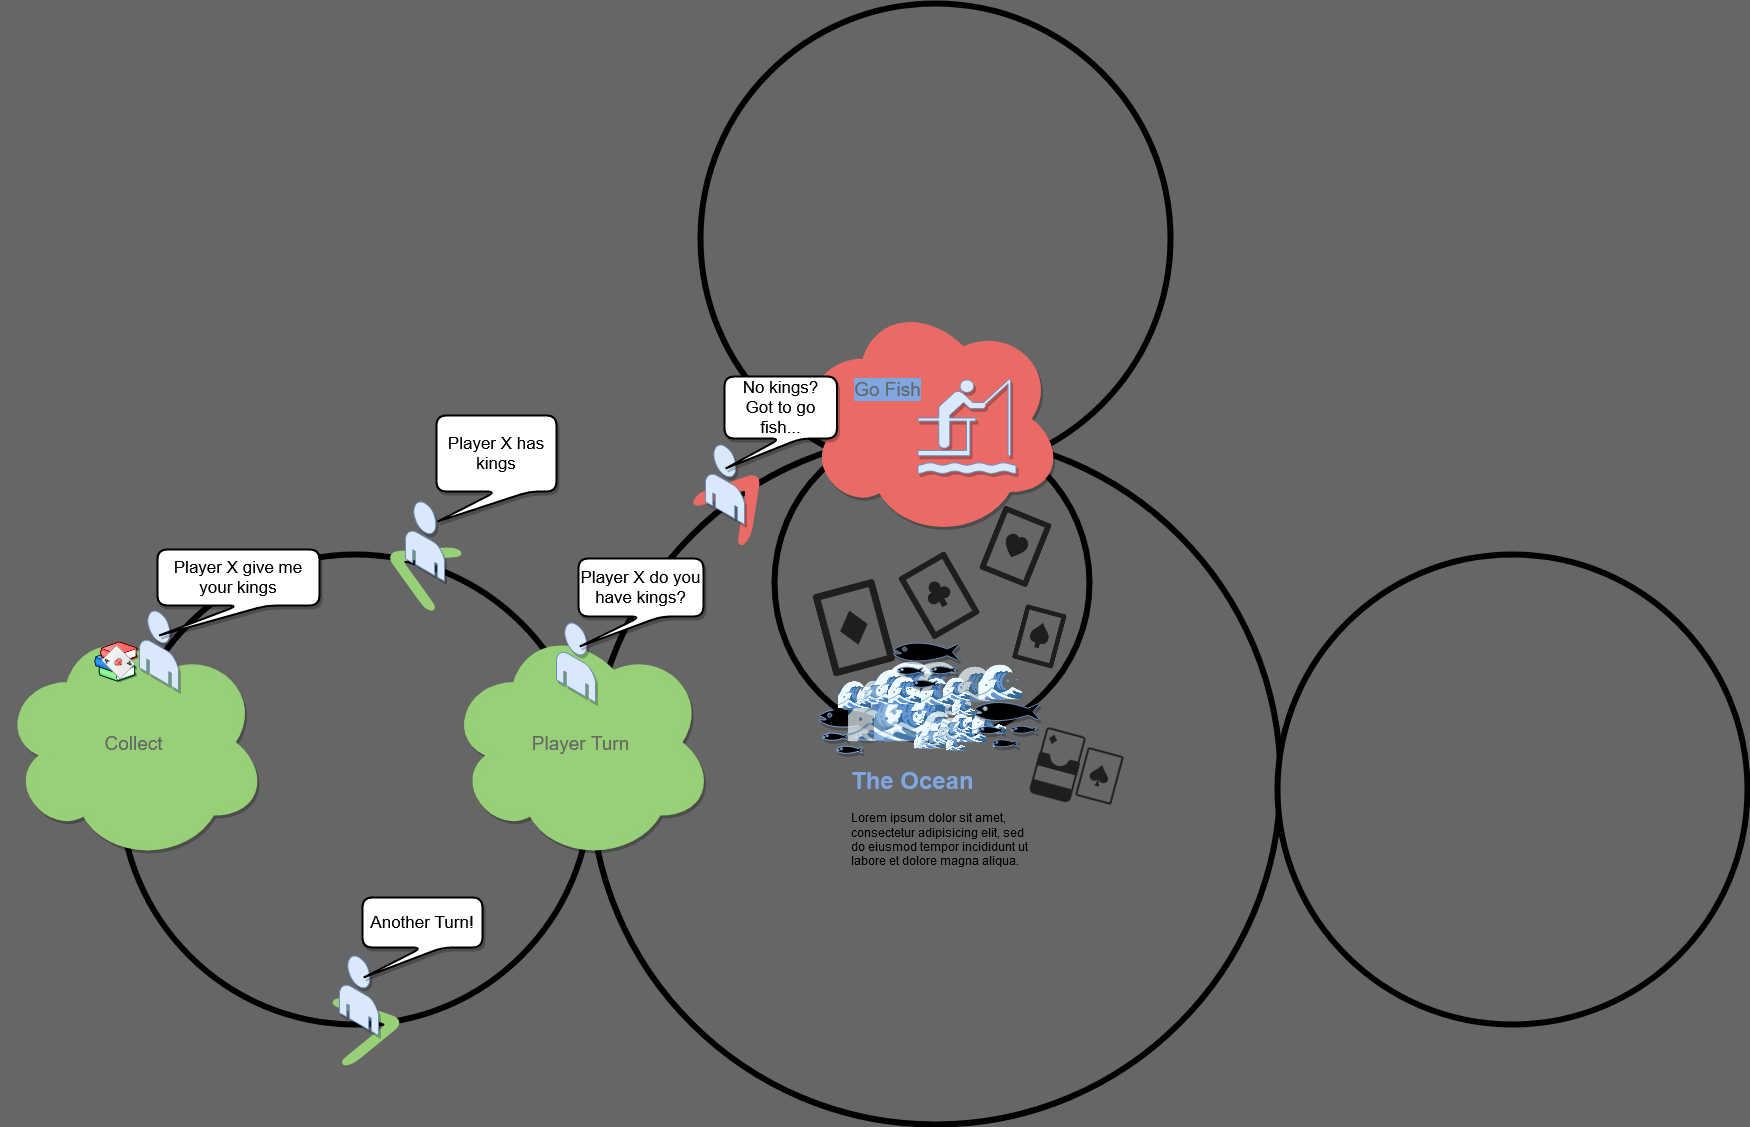 No kings?
Got to go
fish...
Go Fish
Player X has
kings
Player X give me
your kings
Player X do you
have kings?
Collect
Player Turn
The Ocean
Lorem ipsum dolor sit amet,
consectetur adipisicing elit, sed
do eiusmod tempor incididunt ut
labore et dolore magna aliqua.
Another Turn!